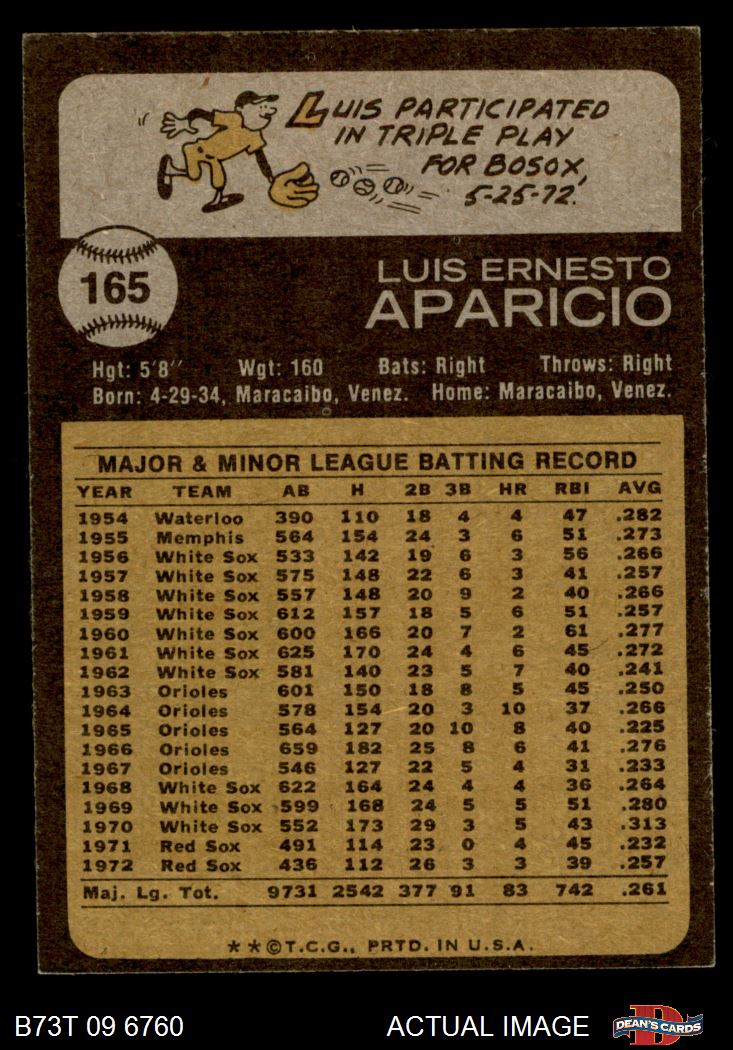 LUIS PARTICIPATED
IN TRIPLE PLAY
FOR BOSOX,
5-25-72.
165
LUIS ERNESTO
APARICIO
Hgt: 5'8" Wgt: 160 Bats: Right Throws: Right
Born: 4-29-34, Maracaibo, Venez. Home: Maracaibo, Venez.
MAJOR & MINOR LEAGUE BATTING RECORD
YEAR TEAM AB H 2B 3B HR RBI AVG
1954 Waterloo 390 110 18 4 4 47 .282
1955 Memphis 564 154 24 3 6 51 .273
1956 White Sox 533 142 19 6 3 56 .266
1957 White Sox 575 148 22 6 3 41 .257
1958 White Sox 557 148 20 9 2 40 .266
1959 White Sox 612 157 18 5 6 51 .257
1960 White Sox 600 166 20 7 2 61 .277
1961 White Sox 625 170 24 4 6 45 .272
1962 White Sox 581 140 23 5 7 40 .241
1963 Orioles 601 150 18 8 5 45 .250
1964 Orioles 578 154 20 3 10 37 .266
1965 Orioles 564 127 20 10 8 40 .225
1966 Orioles 659 182 25 8 6 41 .276
1967 Orioles 546 127 22 5 4 31 .233
1968 White Sox 622 164 24 4 4 36 .264
1969 White Sox 599 168 24 5 5 51 .280
1970 White Sox 552 173 29 3 5 43 .313
1971 Red Sox 491 114 23 0 4 45 .232
1972 Red Sox 436 112 26 3 3 39 .257
Maj. Lg. Tot. 9731 2542 377 91 83 742 .261
**©T.C.G., PRTD. IN U.S.A.
B73T 09 6760 ACTUAL IMAGE DEAN'S CARDS